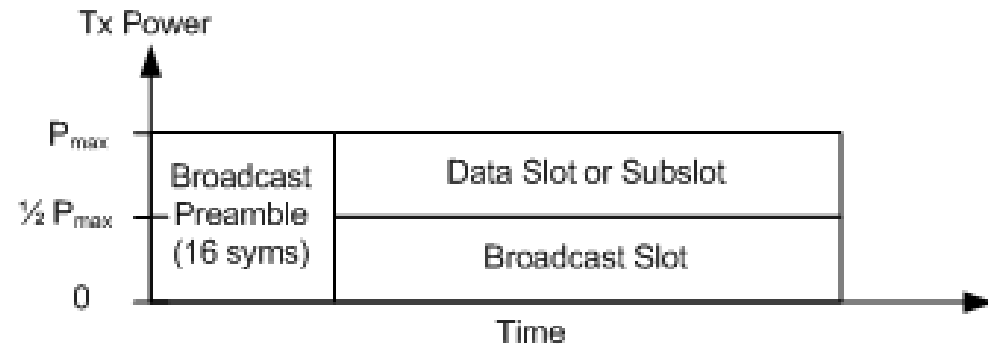 Tx Power
Pmax
½ Pmax
0
Broadcast
Preamble
(16 syms)
Data Slot or Subslot
Broadcast Slot
Time